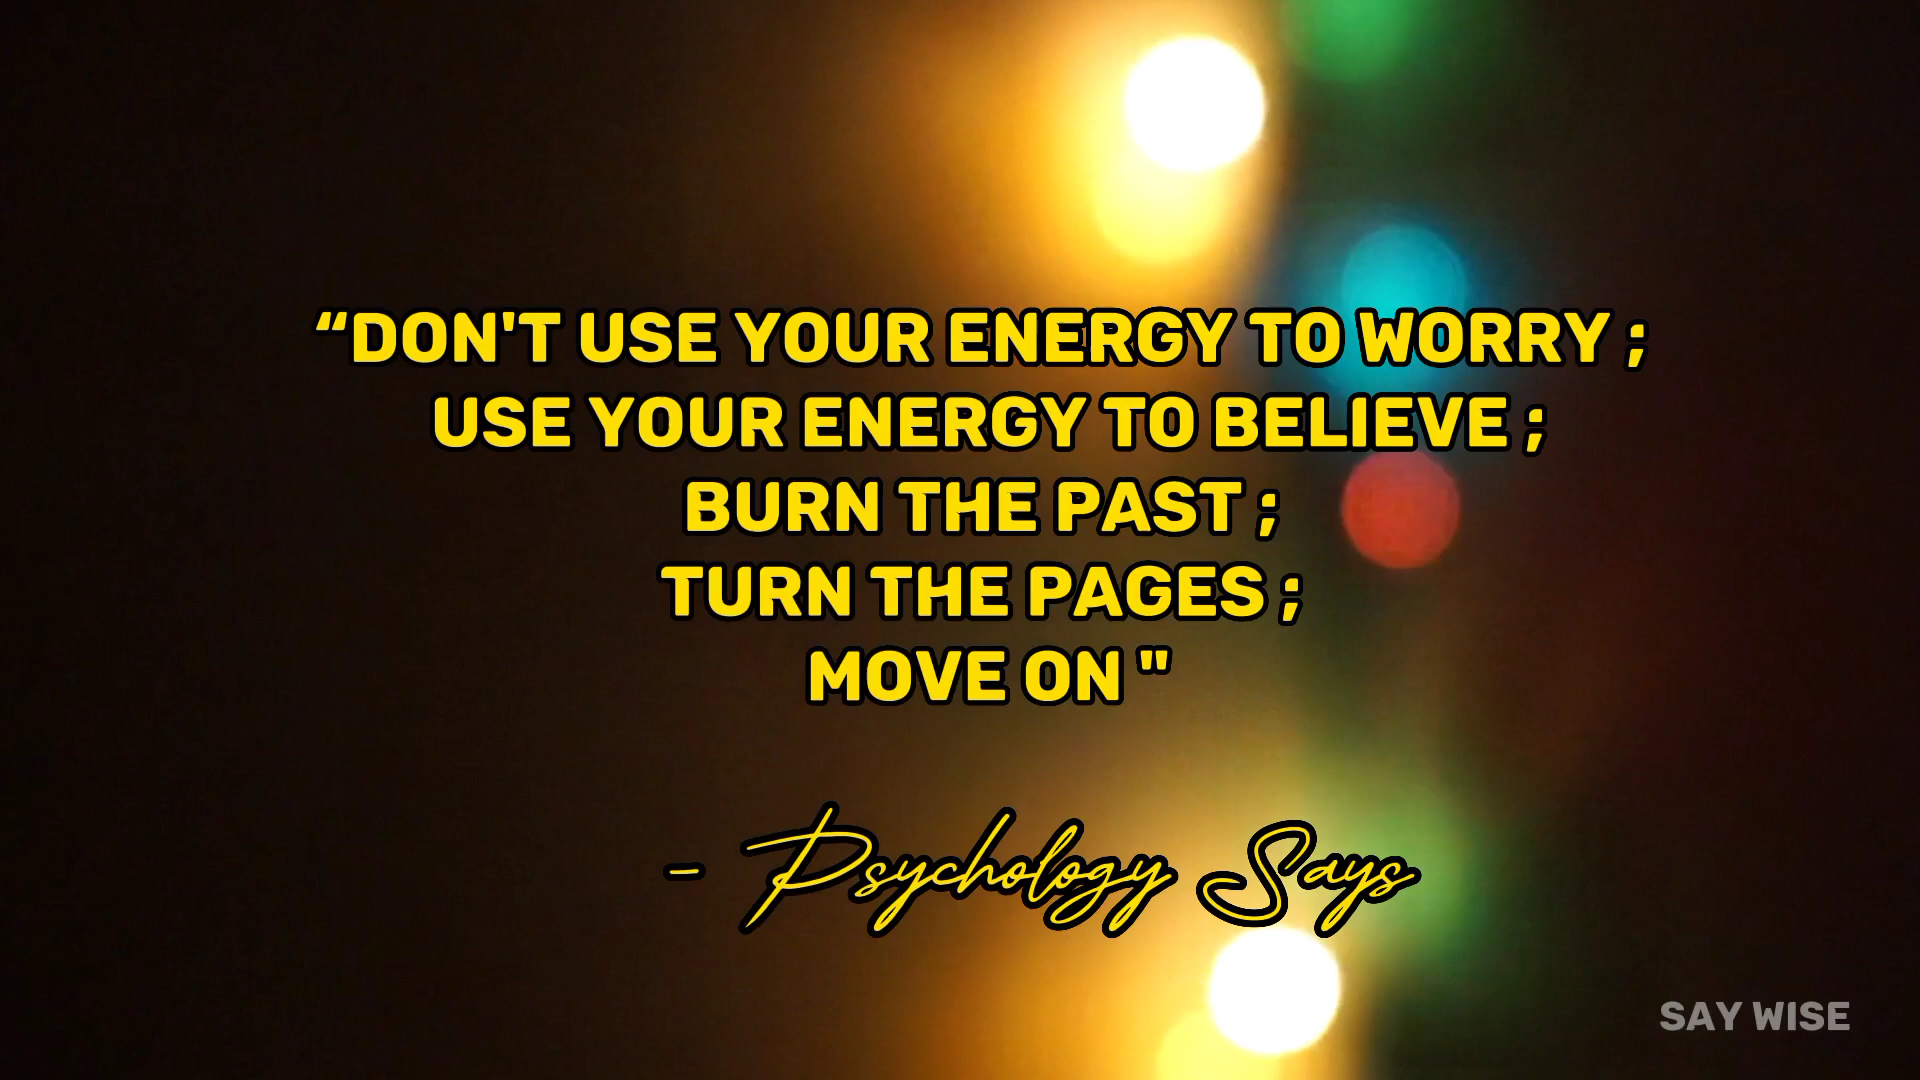 “DON'T USE YOUR ENERGY TO WORRY ;
USE YOUR ENERGY TO BELIEVE ;
BURN THE PAST ;
TURN THE PAGES ;
MOVE ON "
- Psychology Says
SAY WISE